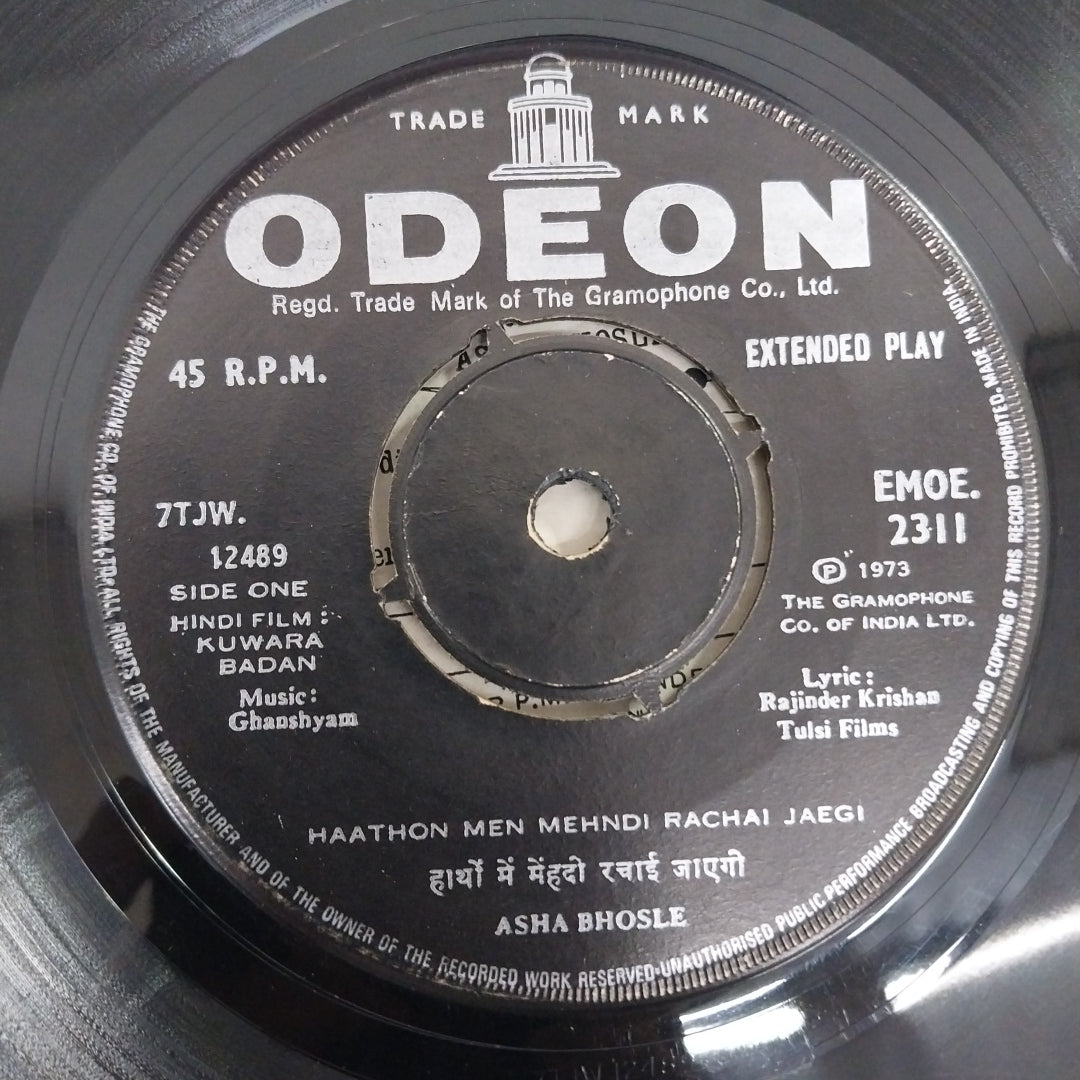 TRADE MARK
ODEON
Regd. Trade Mark of The Gramophone Co., Ltd.
45 R.P.M.
EXTENDED PLAY
7TJW.
12489
SIDE ONE
HINDI FILM :
KUWARA
BADAN
Music:
Ghanshyam
EMOE.
2311
Ⓟ 1973
THE GRAMOPHONE
CO. OF INDIA LTD.
Lyric :
Rajinder Krishan
Tulsi Films
HAATHON MEN MEHNDI RACHAI JAEGI
हाथों में मेंहदी रचाई जाएगी
ASHA BHOSLE
THE GRAMOPHONE CO. OF INDIA LTD. ALL RIGHTS OF THE MANUFACTURER AND OF THE OWNER OF THE RECORDED WORK RESERVED-UNAUTHORISED PUBLIC PERFORMANCE BROADCASTING AND COPYING OF THIS RECORD PROHIBITED-MADE IN INDIA